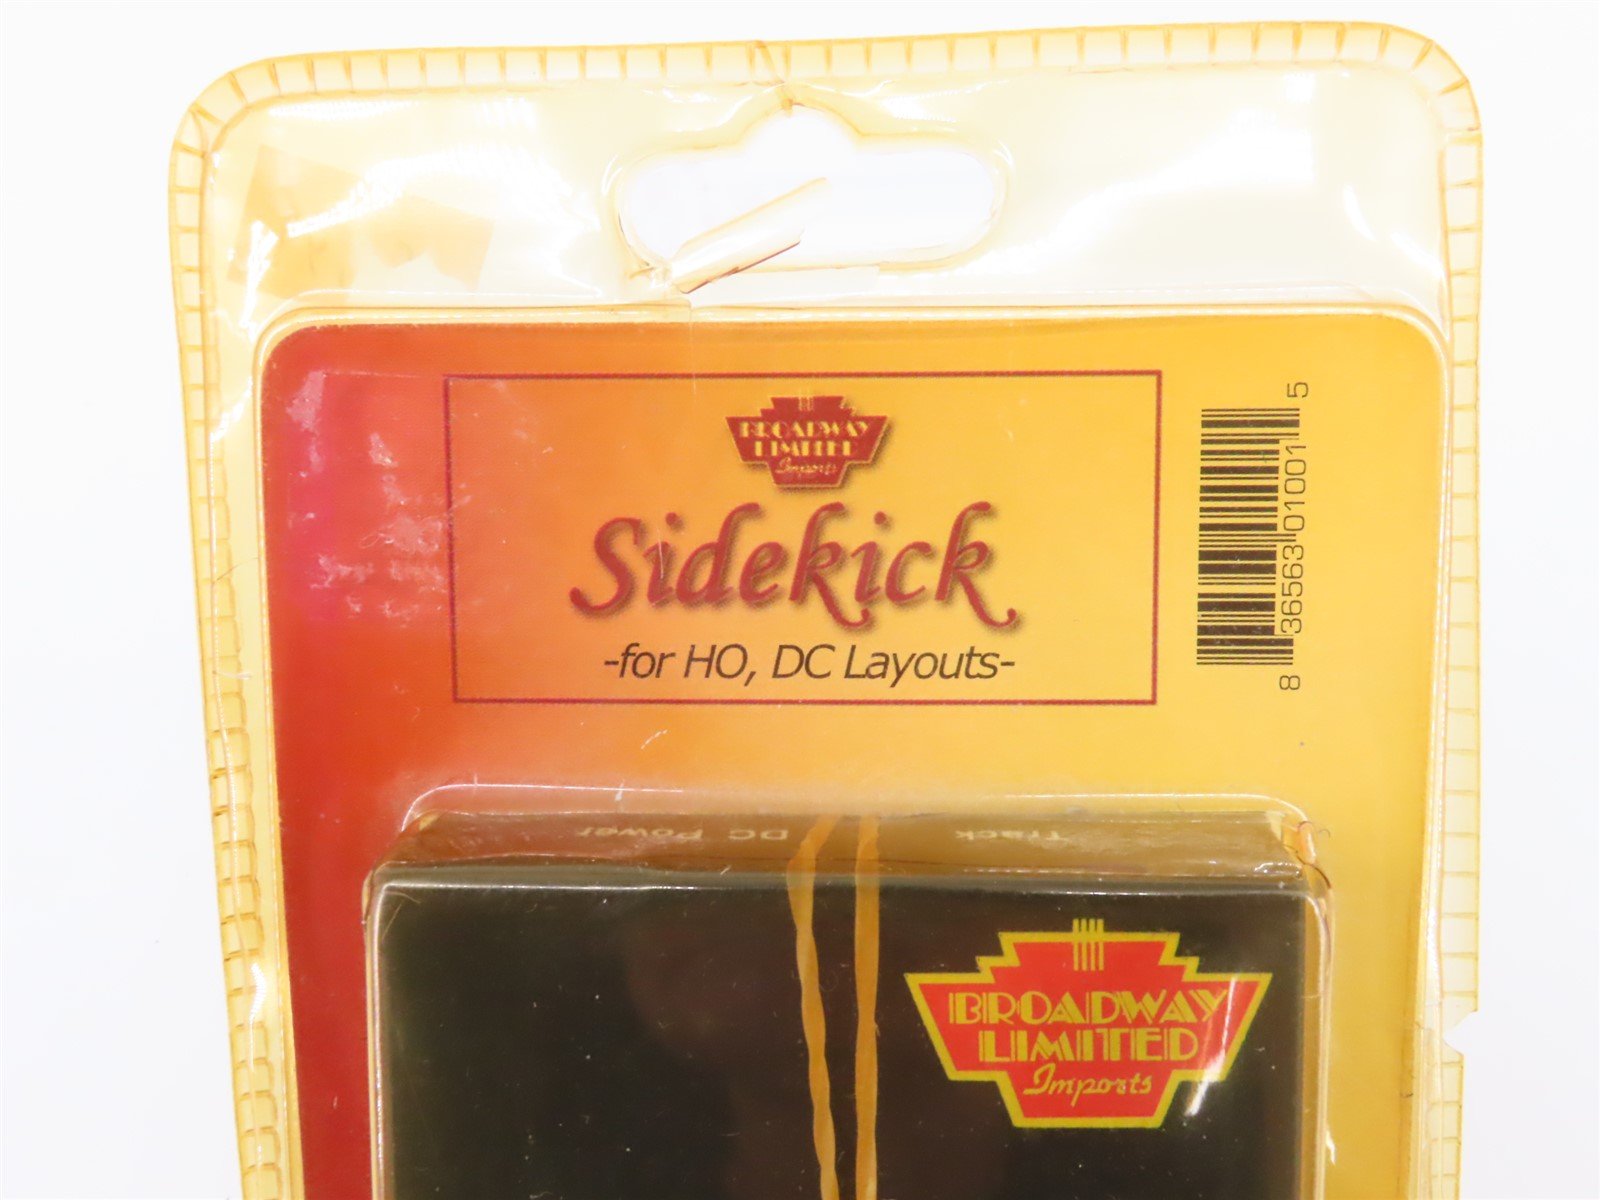 BROADWAY
LIMITED
Imports
Sidekick
-for HO, DC Layouts-
8 36563 01001 5
DC Power
Track
BROADWAY
LIMITED
Imports